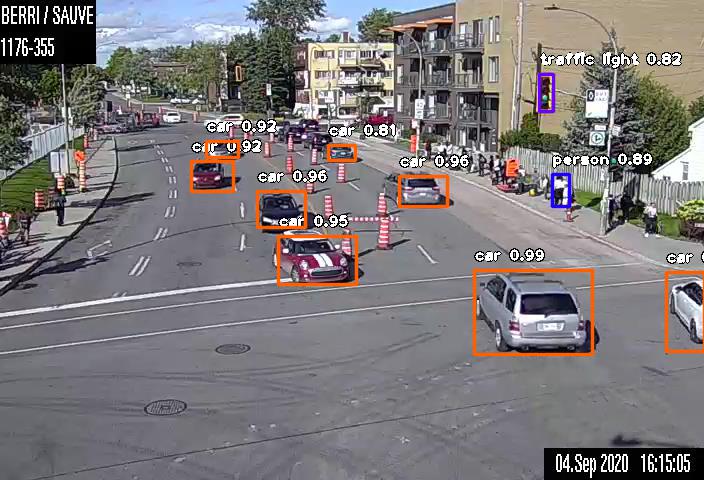 BERRI / SAUVE
1176-355
traffic light 0.82
car 0.92
car 0.81
car 0.92
car 0.96
person 0.89
car 0.96
car 0.95
car 0.99
car
04.Sep 2020 16:15:05